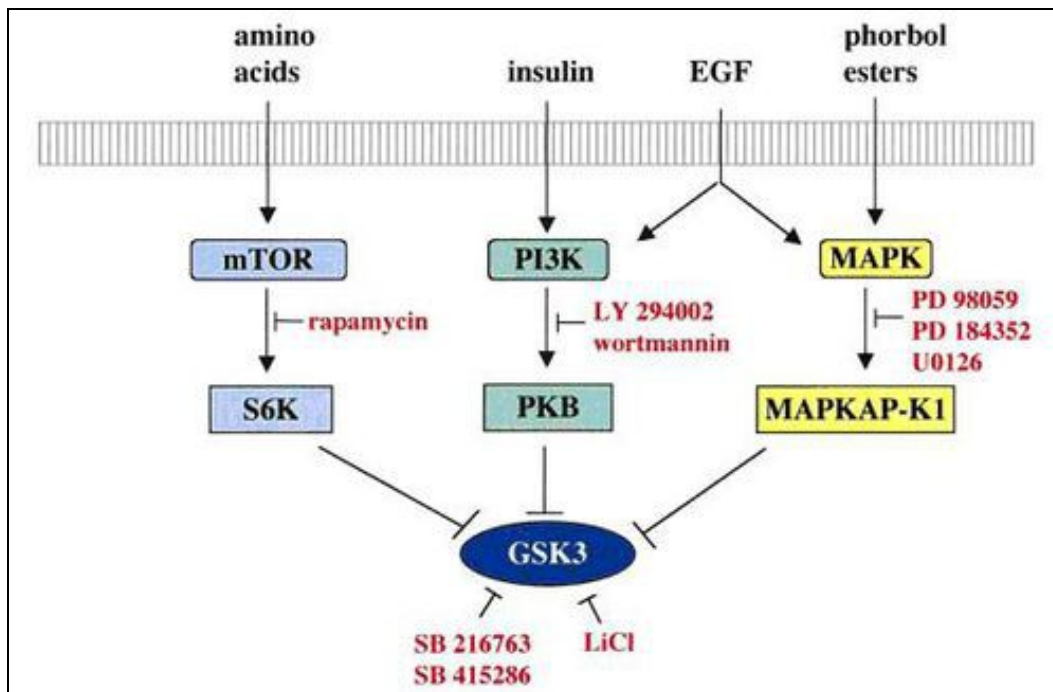 amino
acids
insulin
EGF
phorbol
esters
mTOR
PI3K
MAPK
rapamycin
LY 294002
wortmannin
PD 98059
PD 184352
U0126
S6K
PKB
MAPKAP-K1
GSK3
SB 216763
SB 415286
LiCl